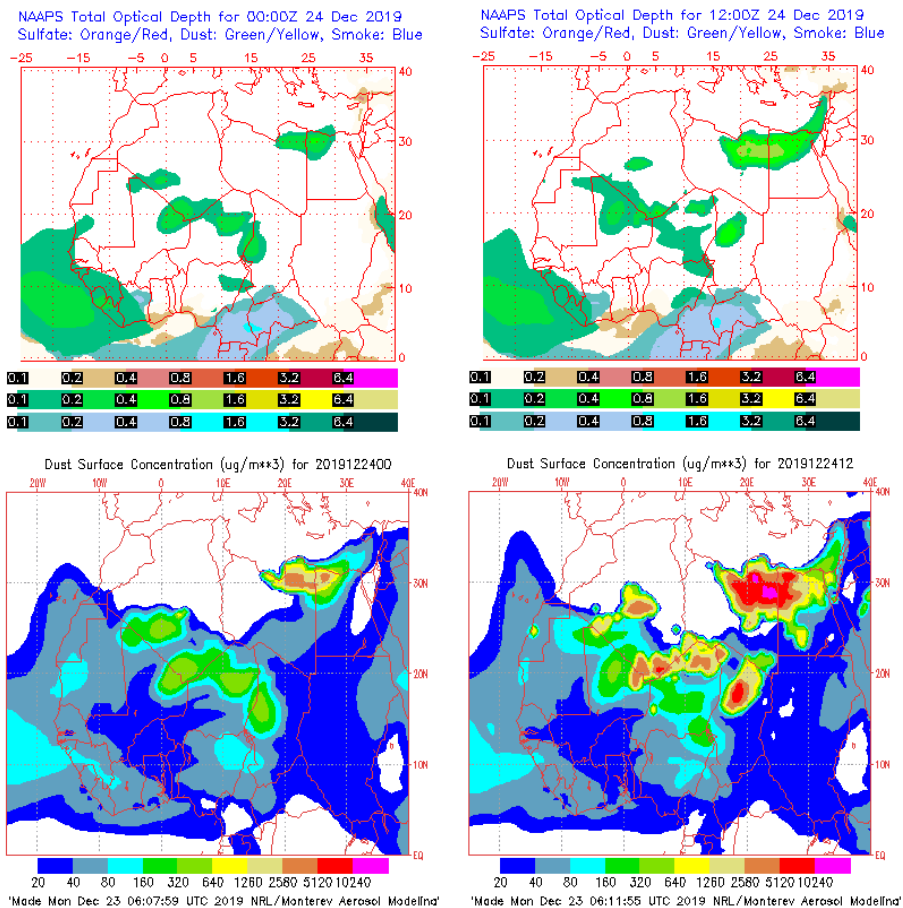 NAAPS Total Optical Depth for 00:00Z 24 Dec 2019
Sulfate: Orange/Red, Dust: Green/Yellow, Smoke: Blue
-25 -15 -5 0 5 15 25 35
40
30
20
10
0
0.1 0.2 0.4 0.8 1.6 3.2 6.4
0.1 0.2 0.4 0.8 1.6 3.2 6.4
0.1 0.2 0.4 0.8 1.6 3.2 6.4
NAAPS Total Optical Depth for 12:00Z 24 Dec 2019
Sulfate: Orange/Red, Dust: Green/Yellow, Smoke: Blue
-25 -15 -5 0 5 15 25 35
40
30
20
10
0
0.1 0.2 0.4 0.8 1.6 3.2 6.4
0.1 0.2 0.4 0.8 1.6 3.2 6.4
0.1 0.2 0.4 0.8 1.6 3.2 6.4
Dust Surface Concentration (ug/m**3) for 2019122400
20W 10W 0 10E 20E 30E 40E
40N
30N
20N
10N
EQ
20 40 80 160 320 640 1280 2580 5120 10240
'Made Mon Dec 23 06:07:59 UTC 2019 NRL/Monterey Aerosol Modeling'
Dust Surface Concentration (ug/m**3) for 2019122412
20W 10W 0 10E 20E 30E 40E
40N
30N
20N
10N
EQ
20 40 80 160 320 640 1280 2580 5120 10240
'Made Mon Dec 23 06:11:55 UTC 2019 NRL/Monterey Aerosol Modeling'